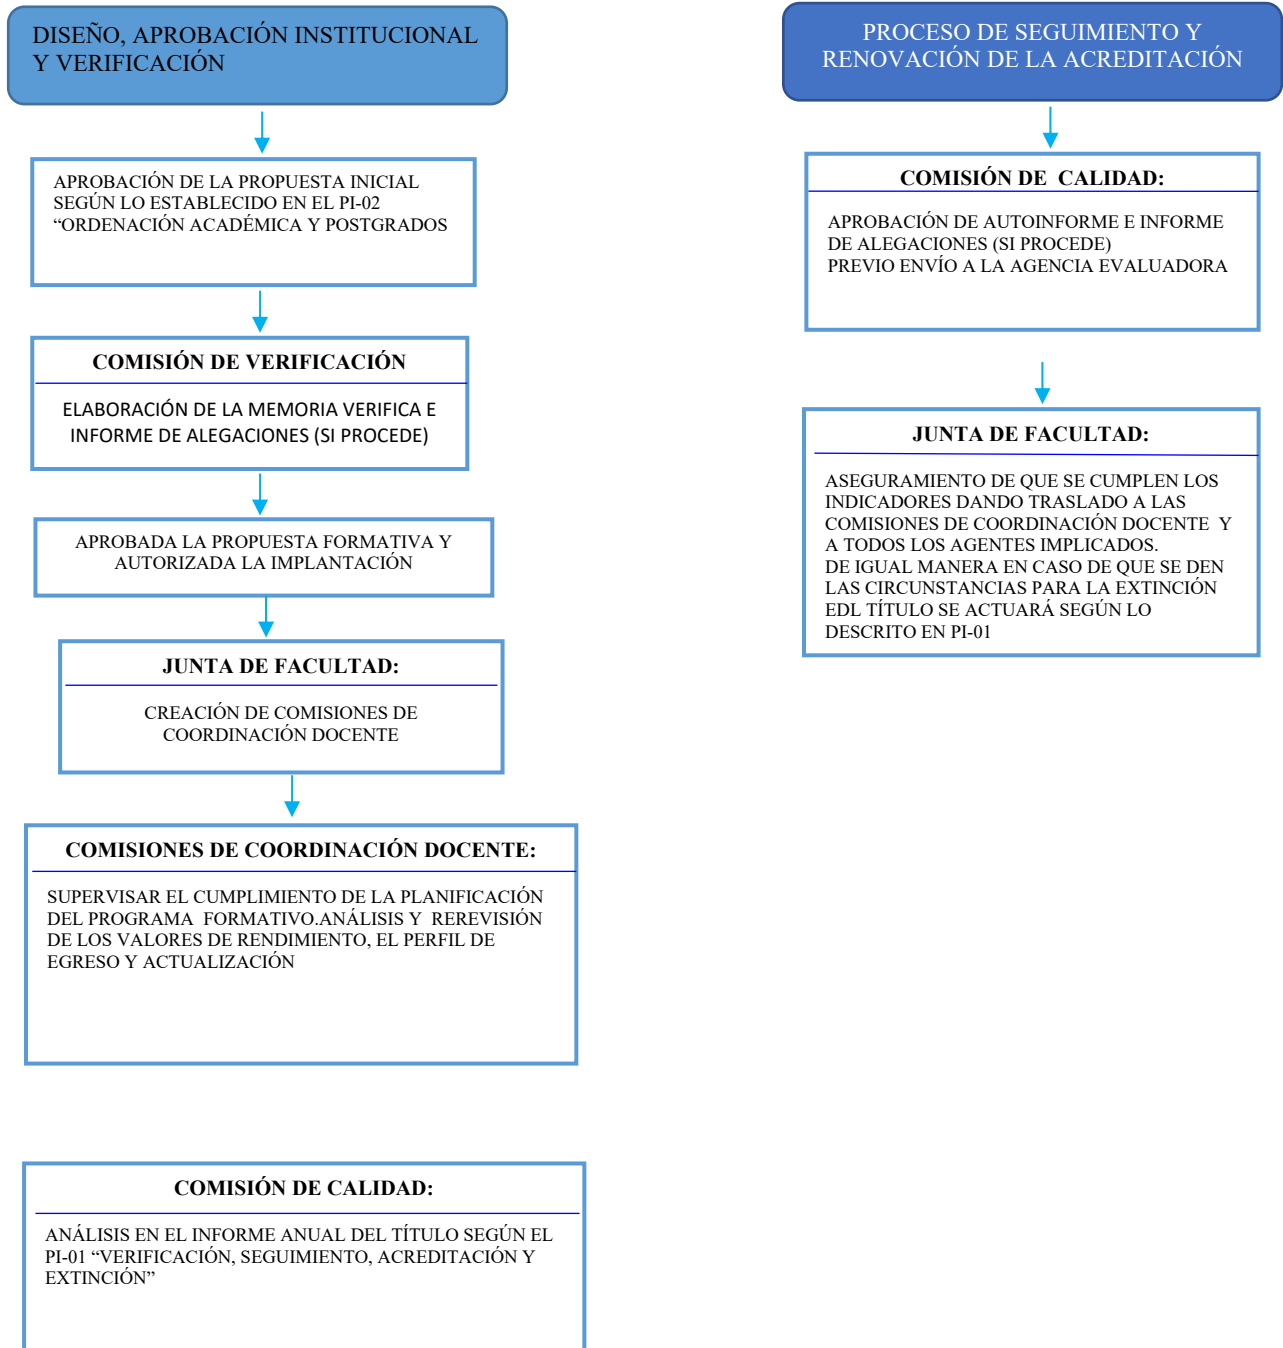 DISEÑO, APROBACIÓN INSTITUCIONAL
Y VERIFICACIÓN
APROBACIÓN DE LA PROPUESTA INICIAL
SEGÚN LO ESTABLECIDO EN EL PI-02
“ORDENACIÓN ACADÉMICA Y POSTGRADOS
COMISIÓN DE VERIFICACIÓN
ELABORACIÓN DE LA MEMORIA VERIFICA E
INFORME DE ALEGACIONES (SI PROCEDE)
APROBADA LA PROPUESTA FORMATIVA Y
AUTORIZADA LA IMPLANTACIÓN
JUNTA DE FACULTAD:
CREACIÓN DE COMISIONES DE
COORDINACIÓN DOCENTE
COMISIONES DE COORDINACIÓN DOCENTE:
SUPERVISAR EL CUMPLIMIENTO DE LA PLANIFICACIÓN
DEL PROGRAMA  FORMATIVO.ANÁLISIS Y  REREVISIÓN
DE LOS VALORES DE RENDIMIENTO, EL PERFIL DE
EGRESO Y ACTUALIZACIÓN
COMISIÓN DE CALIDAD:
ANÁLISIS EN EL INFORME ANUAL DEL TÍTULO SEGÚN EL
PI-01 “VERIFICACIÓN, SEGUIMIENTO, ACREDITACIÓN Y
EXTINCIÓN”
PROCESO DE SEGUIMIENTO Y
RENOVACIÓN DE LA ACREDITACIÓN
COMISIÓN DE  CALIDAD:
APROBACIÓN DE AUTOINFORME E INFORME
DE ALEGACIONES (SI PROCEDE)
PREVIO ENVÍO A LA AGENCIA EVALUADORA
JUNTA DE FACULTAD:
ASEGURAMIENTO DE QUE SE CUMPLEN LOS
INDICADORES DANDO TRASLADO A LAS
COMISIONES DE COORDINACIÓN DOCENTE  Y
A TODOS LOS AGENTES IMPLICADOS.
DE IGUAL MANERA EN CASO DE QUE SE DEN
LAS CIRCUNSTANCIAS PARA LA EXTINCIÓN
EDL TÍTULO SE ACTUARÁ SEGÚN LO
DESCRITO EN PI-01